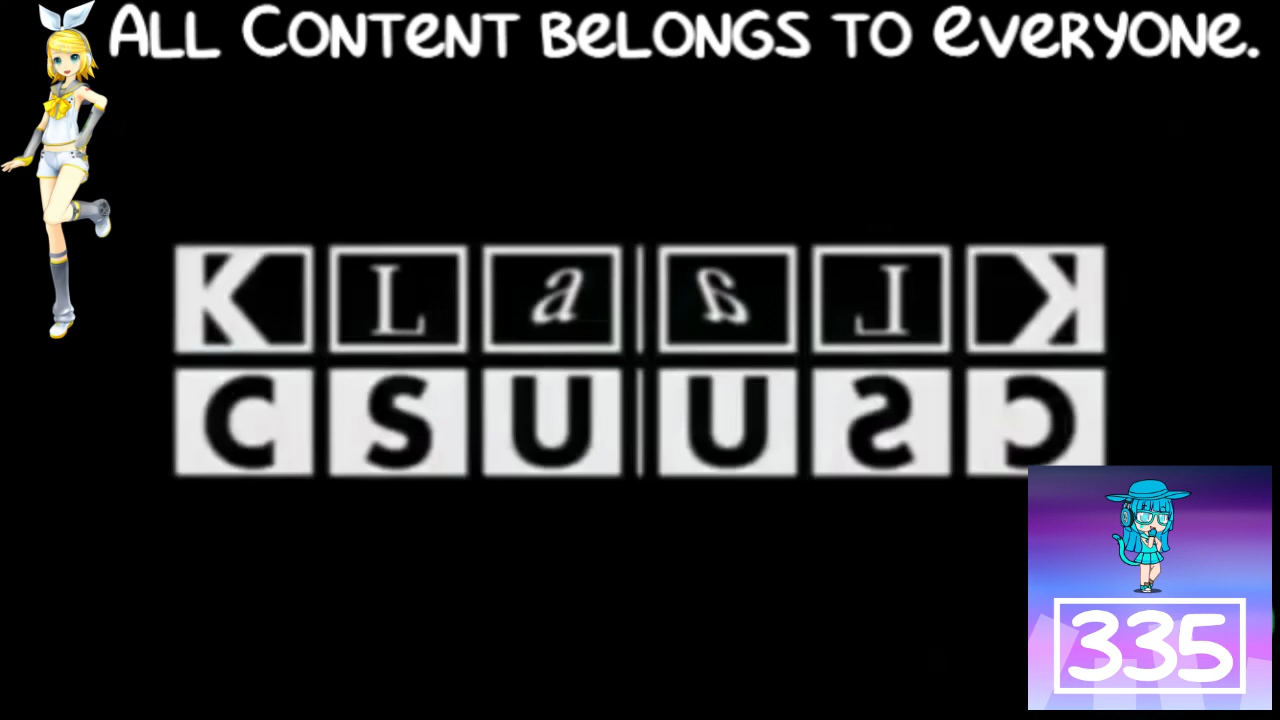 ALL CONTENT BELONGS TO EVERYONE.
K L a a L K
C S U U S C
335